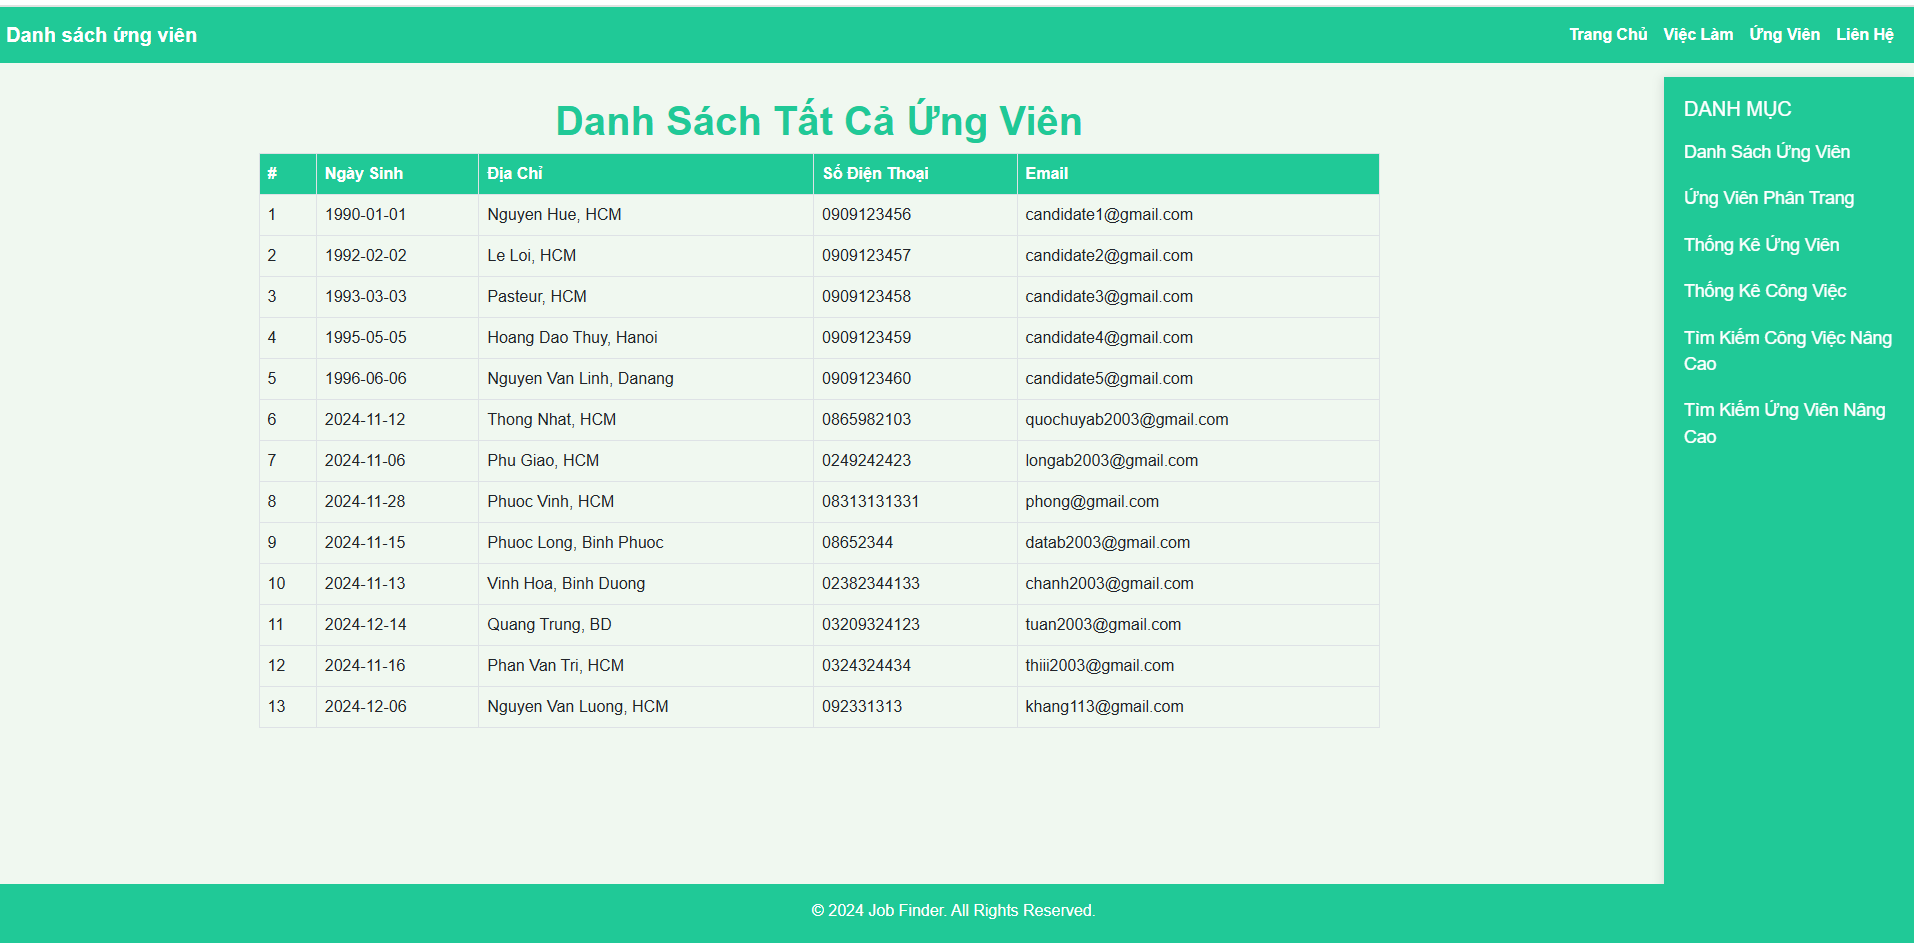 Danh sách ứng viên
Trang Chủ Việc Làm Ứng Viên Liên Hệ
Danh Sách Tất Cả Ứng Viên
# Ngày Sinh Địa Chỉ Số Điện Thoại Email
1 1990-01-01 Nguyen Hue, HCM 0909123456 candidate1@gmail.com
2 1992-02-02 Le Loi, HCM 0909123457 candidate2@gmail.com
3 1993-03-03 Pasteur, HCM 0909123458 candidate3@gmail.com
4 1995-05-05 Hoang Dao Thuy, Hanoi 0909123459 candidate4@gmail.com
5 1996-06-06 Nguyen Van Linh, Danang 0909123460 candidate5@gmail.com
6 2024-11-12 Thong Nhat, HCM 0865982103 quochuyab2003@gmail.com
7 2024-11-06 Phu Giao, HCM 0249242423 longab2003@gmail.com
8 2024-11-28 Phuoc Vinh, HCM 08313131331 phong@gmail.com
9 2024-11-15 Phuoc Long, Binh Phuoc 08652344 datab2003@gmail.com
10 2024-11-13 Vinh Hoa, Binh Duong 02382344133 chanh2003@gmail.com
11 2024-12-14 Quang Trung, BD 03209324123 tuan2003@gmail.com
12 2024-11-16 Phan Van Tri, HCM 0324324434 thiii2003@gmail.com
13 2024-12-06 Nguyen Van Luong, HCM 092331313 khang113@gmail.com
DANH MỤC
Danh Sách Ứng Viên
Ứng Viên Phân Trang
Thống Kê Ứng Viên
Thống Kê Công Việc
Tìm Kiếm Công Việc Nâng
Cao
Tìm Kiếm Ứng Viên Nâng
Cao
© 2024 Job Finder. All Rights Reserved.